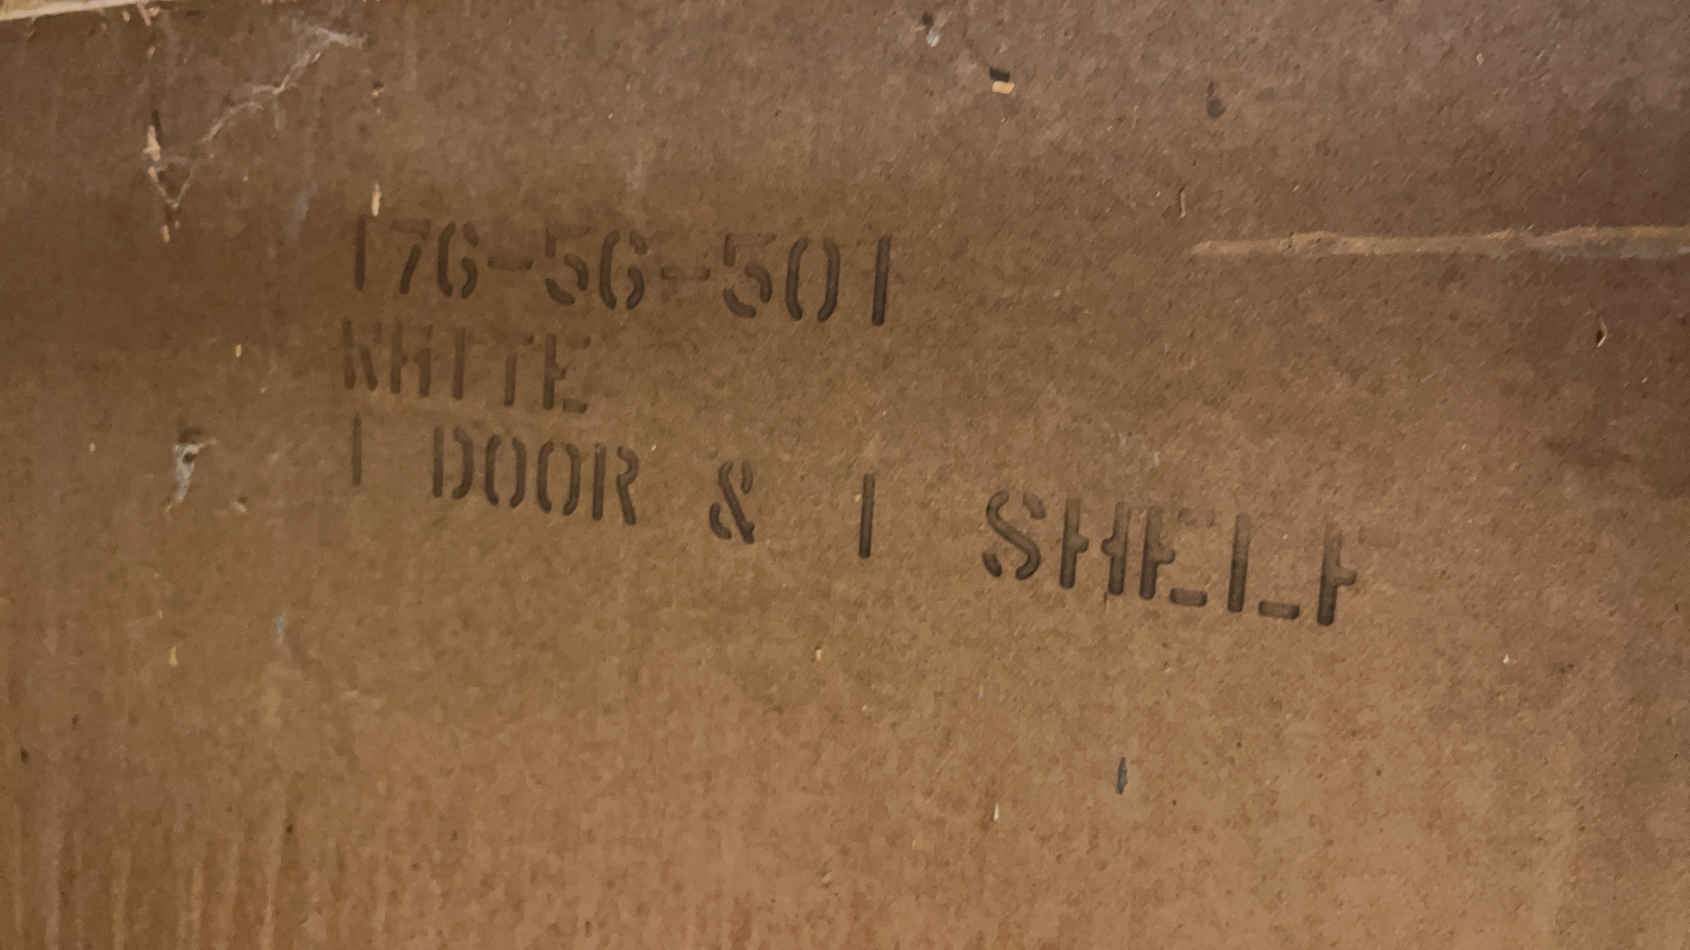 176-56-501
WHITE
1 DOOR & 1 SHELF